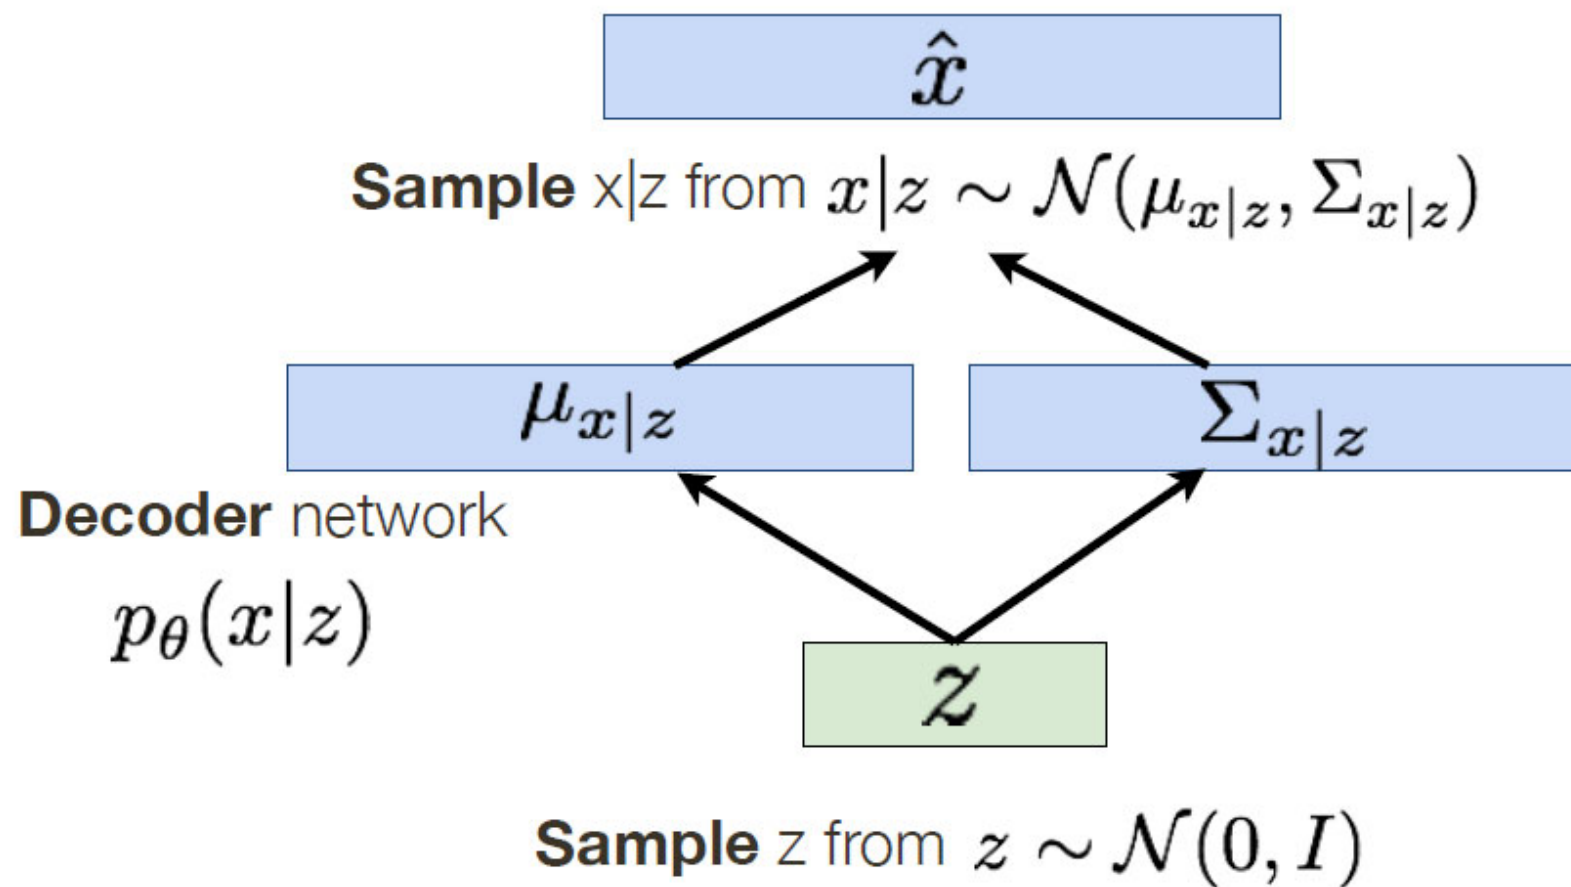 x̂
Sample x|z from x|z ∼ 𝒩(μ_{x|z}, Σ_{x|z})
μ_{x|z}
Σ_{x|z}
Decoder network
p_θ(x|z)
z
Sample z from z ∼ 𝒩(0, I)